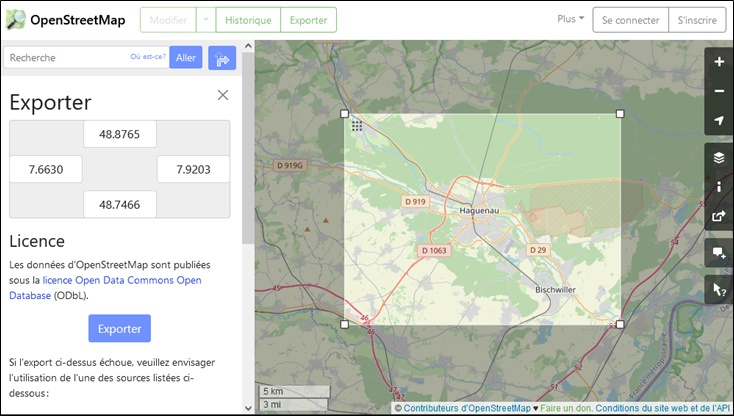 OpenStreetMap
Modifier
Historique
Exporter
Plus
Se connecter
S'inscrire
Recherche
Où est-ce?
Aller
Exporter
48.8765
7.6630
7.9203
48.7466
Licence
Les données d'OpenStreetMap sont publiées
sous la licence Open Data Commons Open
Database (ODbL).
Exporter
Si l'export ci-dessus échoue, veuillez envisager
l'utilisation de l'une des sources listées ci-
dessous :
D 919G
D 919
Haguenau
D 1063
D 29
Bischwiller
45
46
46
51
47
47
5 km
3 mi
© Contributeurs d'OpenStreetMap ♥ Faire un don. Conditions du site web et de l'API